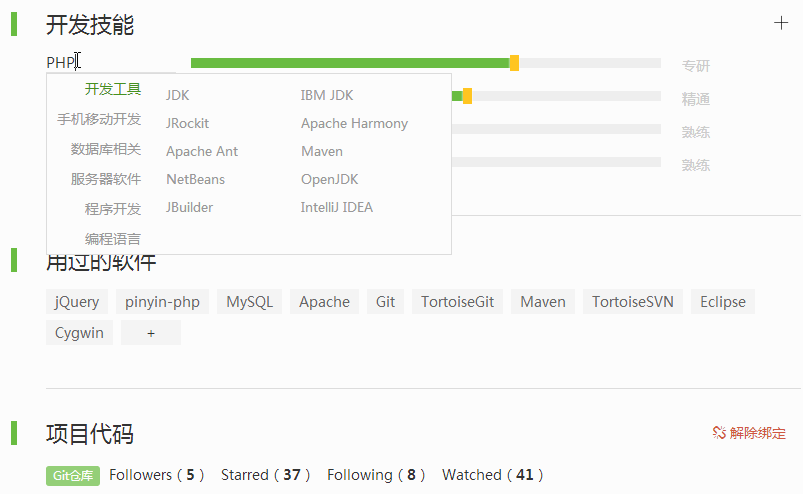 开发技能
PHP
专研
精通
熟练
熟练
开发工具
手机移动开发
数据库相关
服务器软件
程序开发
编程语言
JDK IBM JDK
JRockit Apache Harmony
Apache Ant Maven
NetBeans OpenJDK
JBuilder IntelliJ IDEA
用过的软件
jQuery pinyin-php MySQL Apache Git TortoiseGit Maven TortoiseSVN Eclipse
Cygwin +
项目代码 解除绑定
Git仓库 Followers ( 5 ) Starred ( 37 ) Following ( 8 ) Watched ( 41 )